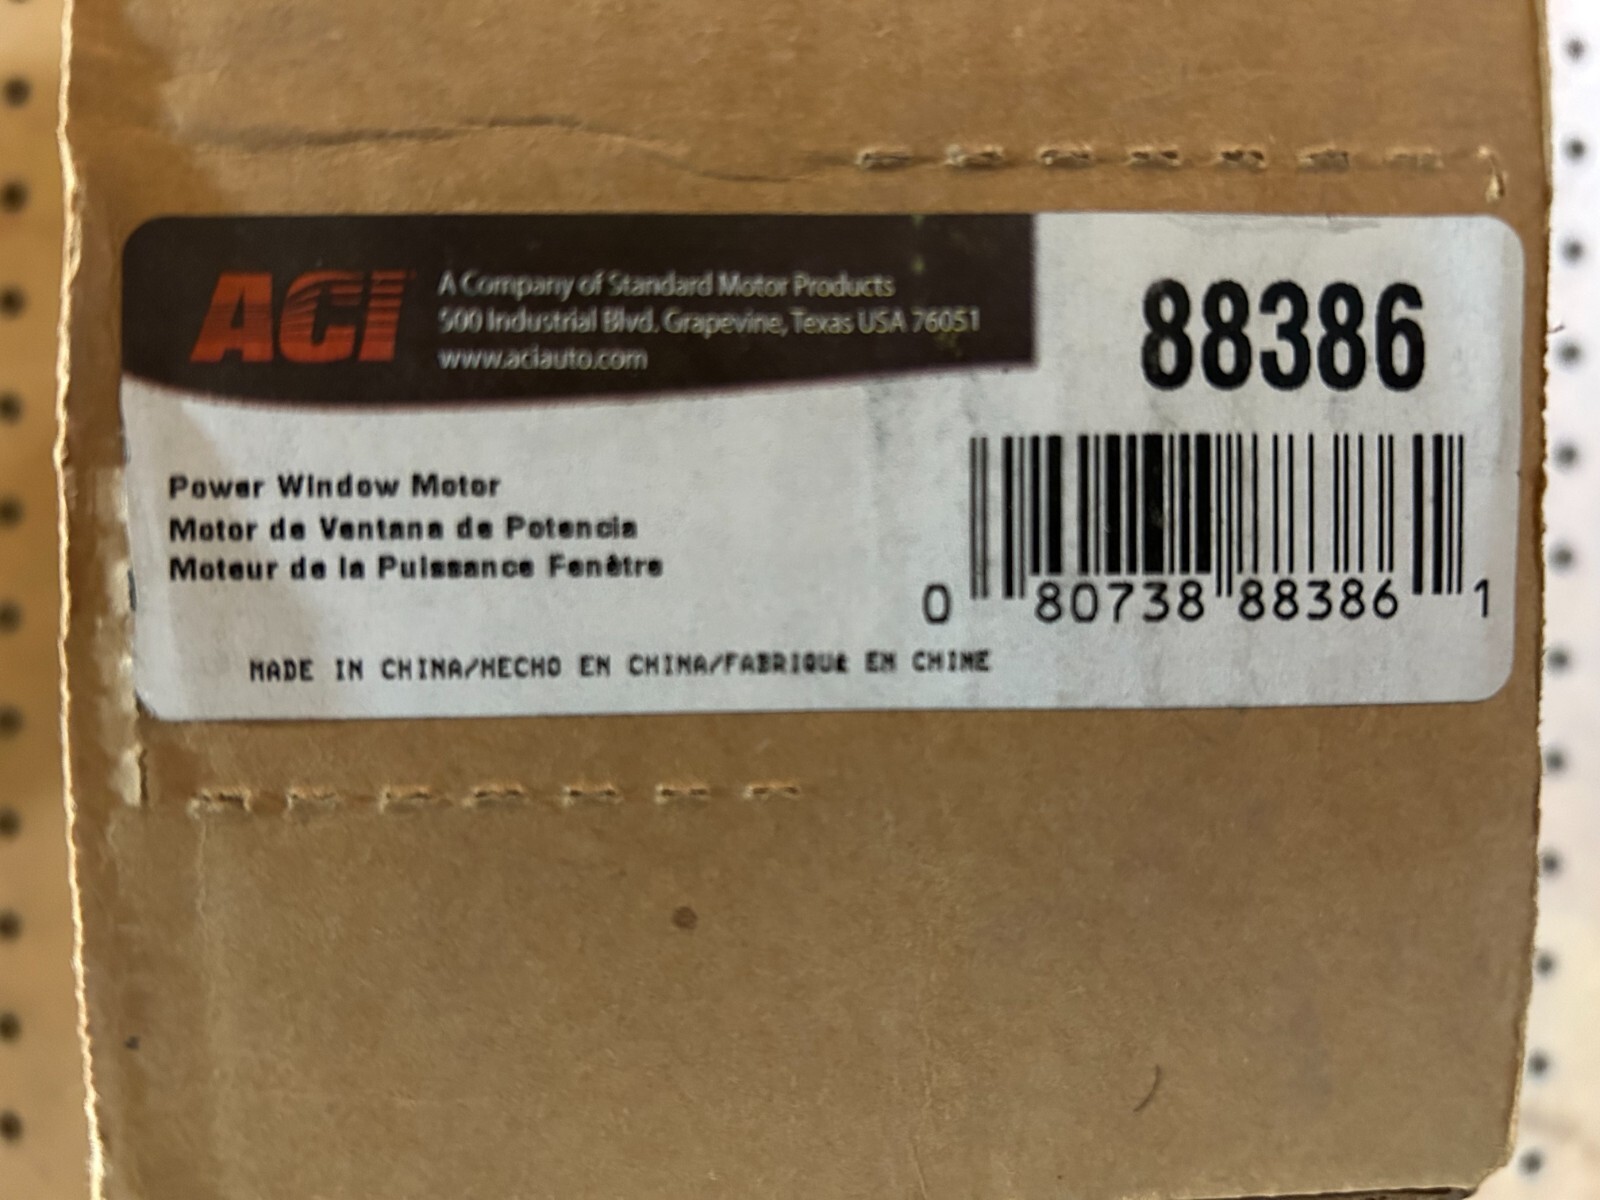 ACI
A Company of Standard Motor Products
500 Industrial Blvd. Grapevine, Texas USA 76051
www.aciauto.com
88386
Power Window Motor
Motor de Ventana de Potencia
Moteur de la Puissance Fenêtre
0 80738 88386 1
MADE IN CHINA/HECHO EN CHINA/FABRIQUÉ EN CHINE